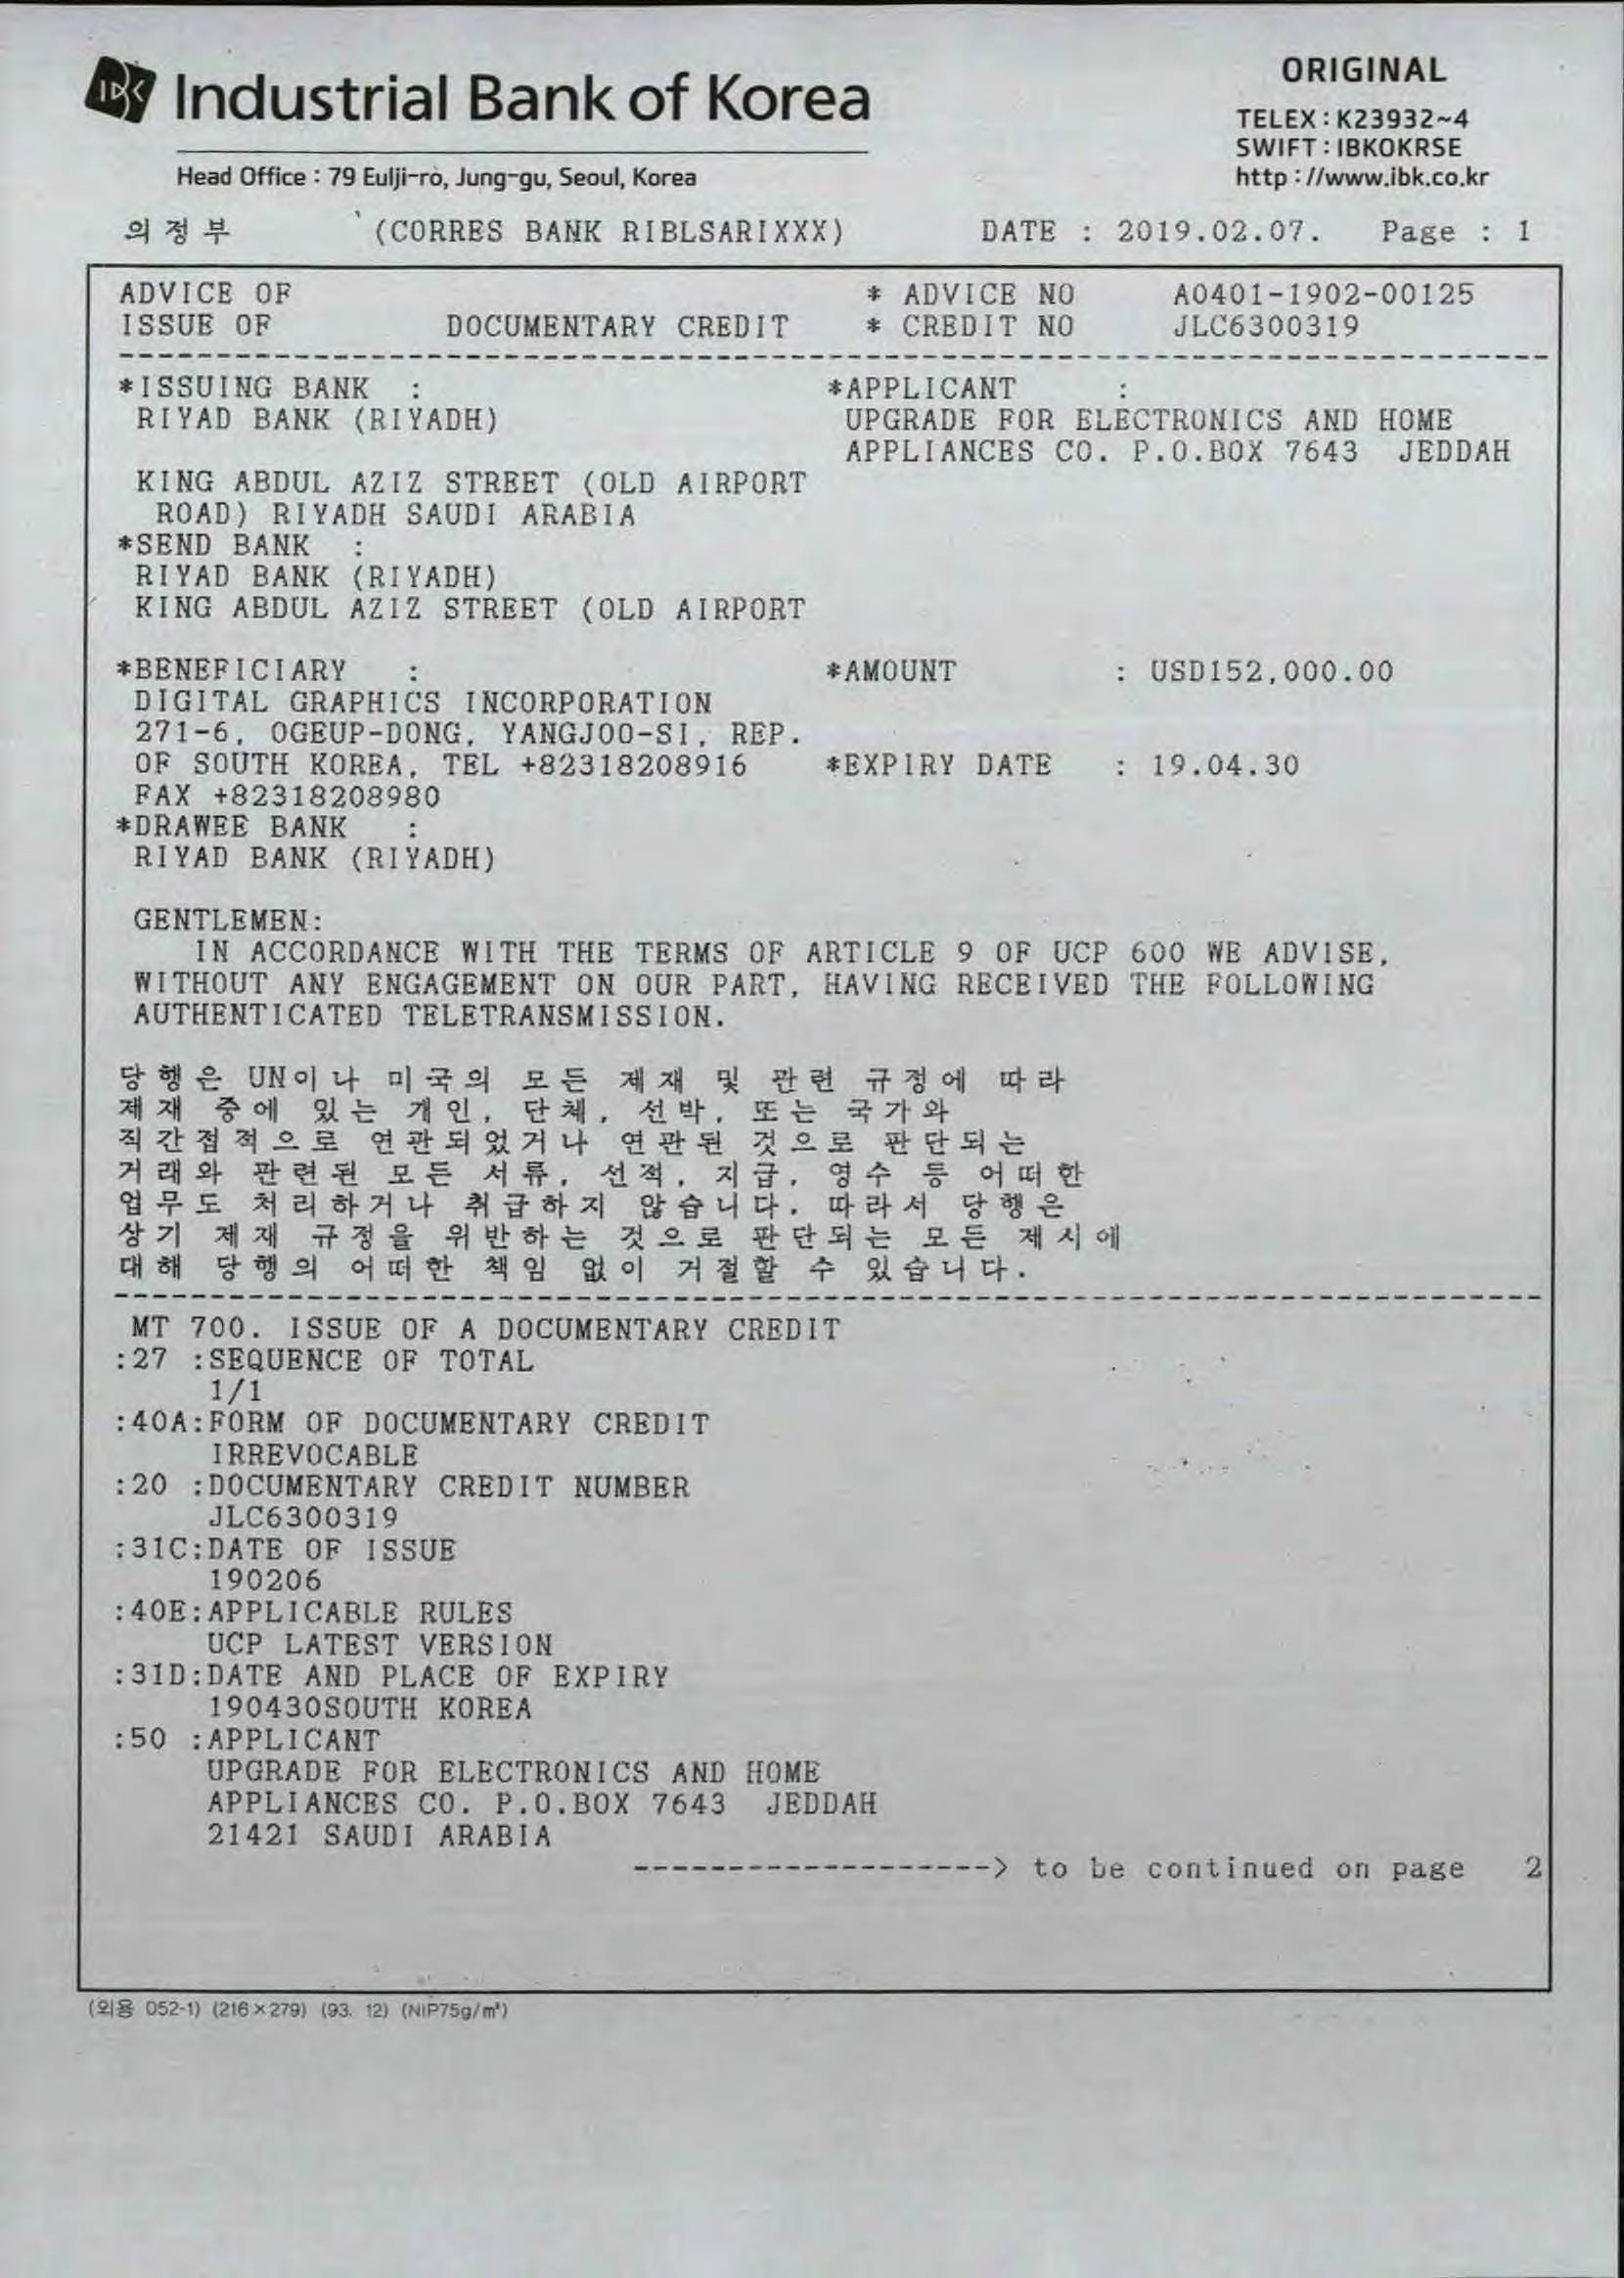 IBK Industrial Bank of Korea
ORIGINAL
TELEX : K23932~4
SWIFT : IBKOKRSE
http : //www.ibk.co.kr
Head Office : 79 Eulji-ro, Jung-gu, Seoul, Korea
의정부 (CORRES BANK RIBLSARIXXX) DATE : 2019.02.07. Page : 1
ADVICE OF * ADVICE NO A0401-1902-00125
ISSUE OF DOCUMENTARY CREDIT * CREDIT NO JLC6300319
*ISSUING BANK : *APPLICANT :
RIYAD BANK (RIYADH) UPGRADE FOR ELECTRONICS AND HOME
APPLIANCES CO. P.O.BOX 7643 JEDDAH
KING ABDUL AZIZ STREET (OLD AIRPORT
ROAD) RIYADH SAUDI ARABIA
*SEND BANK :
RIYAD BANK (RIYADH)
KING ABDUL AZIZ STREET (OLD AIRPORT
*BENEFICIARY : *AMOUNT : USD152,000.00
DIGITAL GRAPHICS INCORPORATION
271-6, OGEUP-DONG, YANGJOO-SI, REP.
OF SOUTH KOREA, TEL +82318208916 *EXPIRY DATE : 19.04.30
FAX +82318208980
*DRAWEE BANK :
RIYAD BANK (RIYADH)
GENTLEMEN:
IN ACCORDANCE WITH THE TERMS OF ARTICLE 9 OF UCP 600 WE ADVISE,
WITHOUT ANY ENGAGEMENT ON OUR PART, HAVING RECEIVED THE FOLLOWING
AUTHENTICATED TELETRANSMISSION.
당행은 UN이나 미국의 모든 제재 및 관련 규정에 따라
제재 중에 있는 개인, 단체, 선박, 또는 국가와
직간접적으로 연관되었거나 연관된 것으로 판단되는
거래와 관련된 모든 서류, 선적, 지급, 영수 등 어떠한
업무도 처리하거나 취급하지 않습니다. 따라서 당행은
상기 제재 규정을 위반하는 것으로 판단되는 모든 제시에
대해 당행의 어떠한 책임 없이 거절할 수 있습니다.
MT 700. ISSUE OF A DOCUMENTARY CREDIT
:27 :SEQUENCE OF TOTAL
1/1
:40A:FORM OF DOCUMENTARY CREDIT
IRREVOCABLE
:20 :DOCUMENTARY CREDIT NUMBER
JLC6300319
:31C:DATE OF ISSUE
190206
:40E:APPLICABLE RULES
UCP LATEST VERSION
:31D:DATE AND PLACE OF EXPIRY
190430SOUTH KOREA
:50 :APPLICANT
UPGRADE FOR ELECTRONICS AND HOME
APPLIANCES CO. P.O.BOX 7643 JEDDAH
21421 SAUDI ARABIA
-------------------> to be continued on page 2
(외용 052-1) (216×279) (93. 12) (NIP75g/m²)